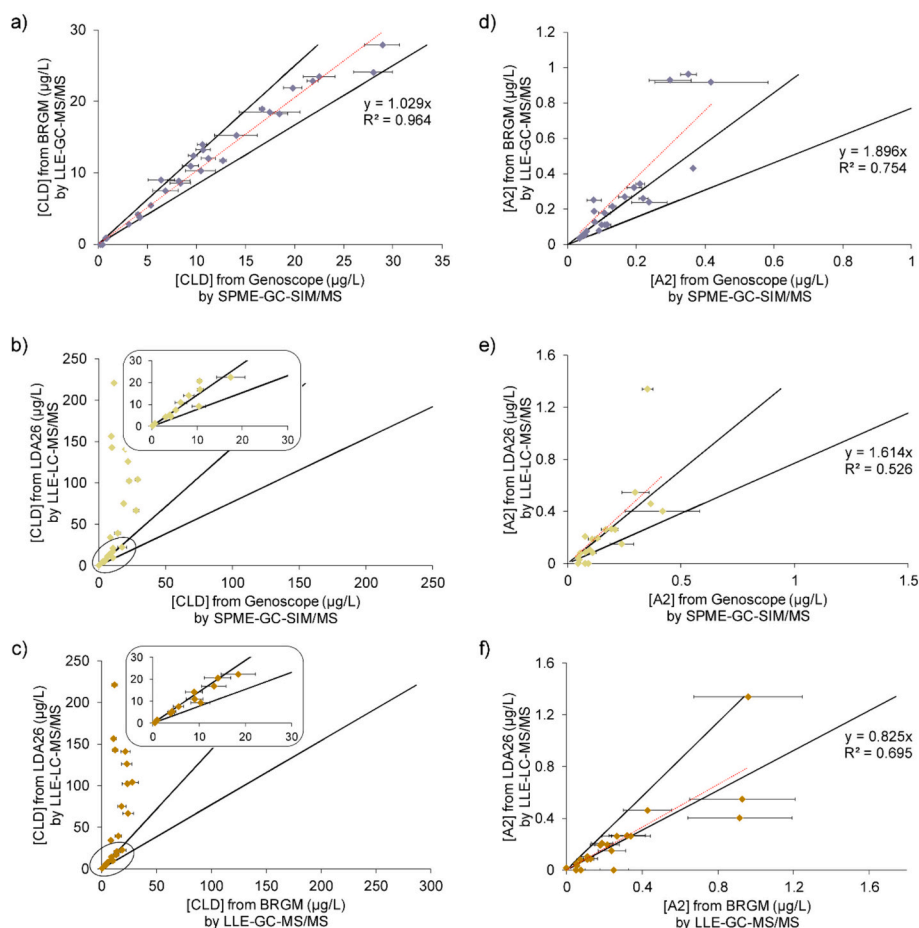 a)
[CLD] from BRGM (µg/L)
by LLE-GC-MS/MS
30
25
20
15
10
5
0
0 5 10 15 20 25 30 35
y = 1.029x
R² = 0.964
[CLD] from Genoscope (µg/L)
by SPME-GC-SIM/MS
d)
[A2] from BRGM (µg/L)
by LLE-GC-MS/MS
1.2
1
0.8
0.6
0.4
0.2
0
0 0.2 0.4 0.6 0.8 1
y = 1.896x
R² = 0.754
[A2] from Genoscope (µg/L)
by SPME-GC-SIM/MS
b)
[CLD] from LDA26 (µg/L)
by LLE-LC-MS/MS
250
200
150
100
50
0
0 50 100 150 200 250
30
20
10
0
0 10 20 30
[CLD] from Genoscope (µg/L)
by SPME-GC-SIM/MS
e)
[A2] from LDA26 (µg/L)
by LLE-LC-MS/MS
1.6
1.2
0.8
0.4
0
0 0.5 1 1.5
y = 1.614x
R² = 0.526
[A2] from Genoscope (µg/L)
by SPME-GC-SIM/MS
c)
[CLD] from LDA26 (µg/L)
by LLE-LC-MS/MS
250
200
150
100
50
0
0 50 100 150 200 250 300
30
20
10
0
0 10 20 30
[CLD] from BRGM (µg/L)
by LLE-GC-MS/MS
f)
[A2] from LDA26 (µg/L)
by LLE-LC-MS/MS
1.6
1.2
0.8
0.4
0
0 0.4 0.8 1.2 1.6
y = 0.825x
R² = 0.695
[A2] from BRGM (µg/L)
by LLE-GC-MS/MS